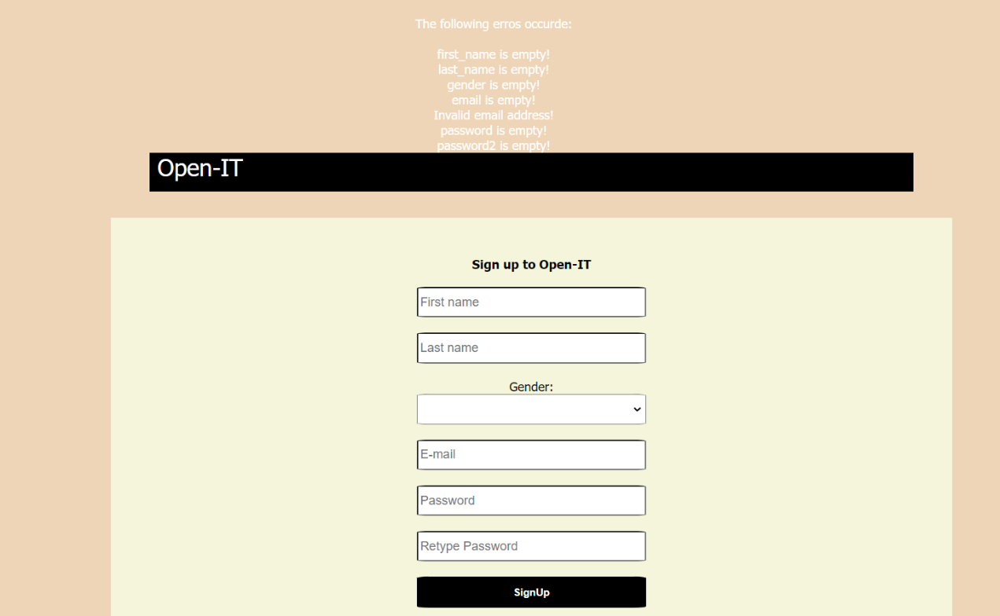 The following erros occurde:
first_name is empty!
last_name is empty!
gender is empty!
email is empty!
Invalid email address!
password is empty!
password2 is empty!
Open-IT
Sign up to Open-IT
First name
Last name
Gender:
E-mail
Password
Retype Password
SignUp